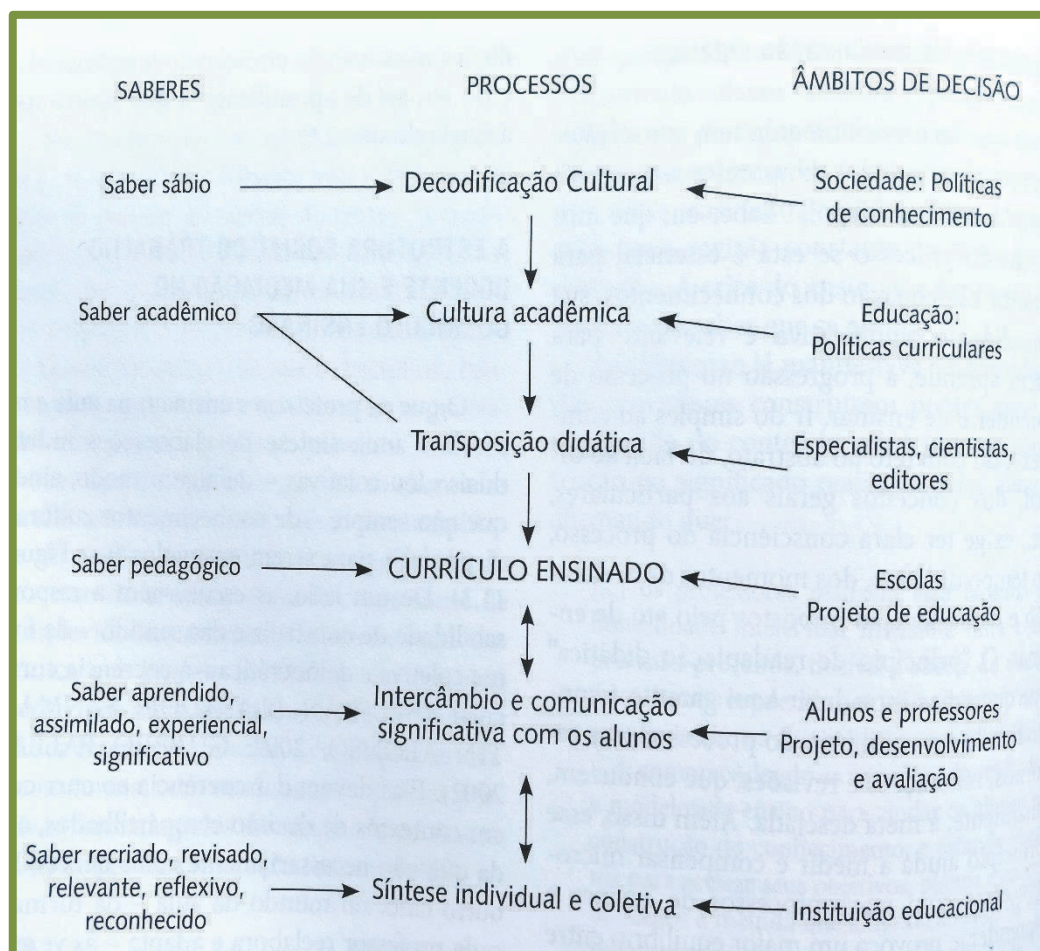 SABERES PROCESSOS ÂMBITOS DE DECISÃO
Saber sábio Decodificação Cultural Sociedade: Políticas
de conhecimento
Saber acadêmico Cultura acadêmica Educação:
Políticas curriculares
Transposição didática Especialistas, cientistas,
editores
Saber pedagógico CURRÍCULO ENSINADO Escolas
Projeto de educação
Saber aprendido,
assimilado, experiencial,
significativo
Intercâmbio e comunicação
significativa com os alunos
Alunos e professores
Projeto, desenvolvimento
e avaliação
Saber recriado, revisado,
relevante, reflexivo,
reconhecido
Síntese individual e coletiva Instituição educacional